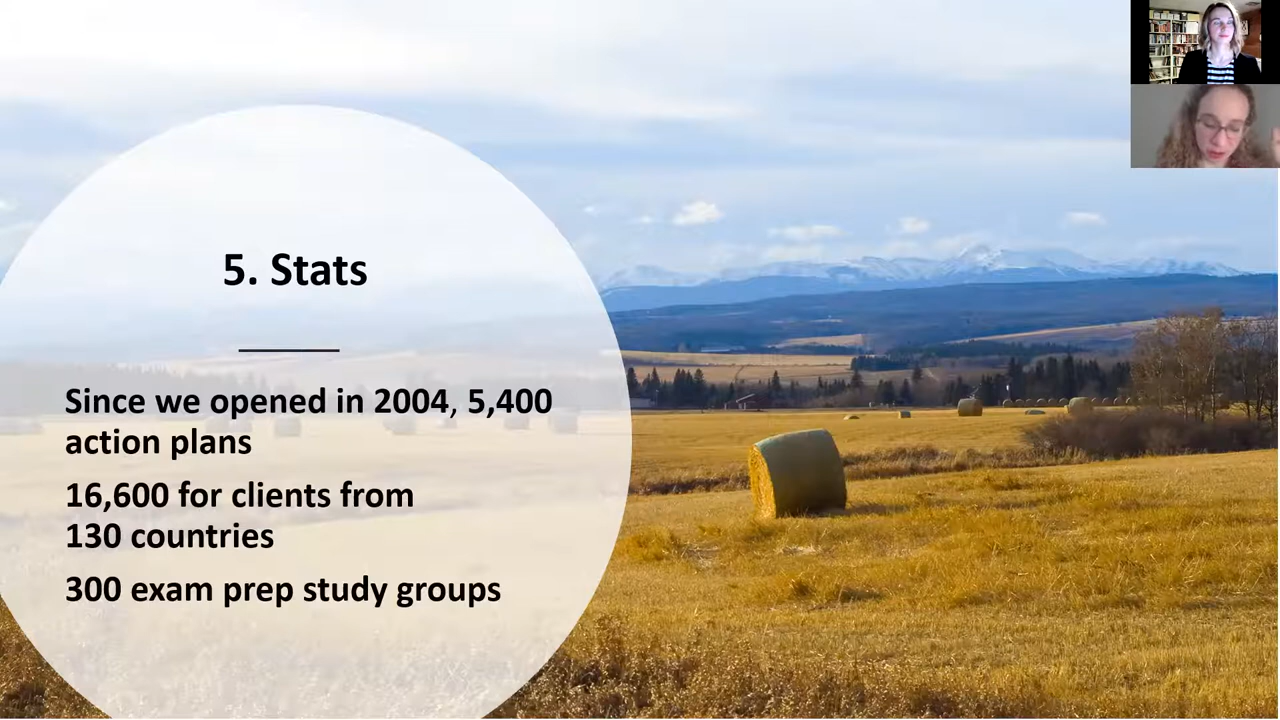 5. Stats
Since we opened in 2004, 5,400
action plans
16,600 for clients from
130 countries
300 exam prep study groups